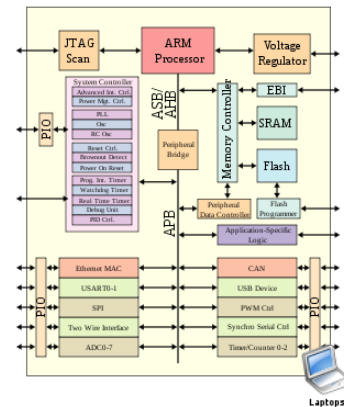 JTAG
Scan
ARM
Processor
Voltage
Regulator
System Controller
Advanced Int. Ctrl.
Power Mgt. Ctrl.
PLL
Osc
RC Osc
Reset Ctrl.
Brownout Detect
Power On Reset
Prog. Int. Timer
Watchdog Timer
Real Time Timer
Debug Unit
PID Ctrl.
PIO
ASB/
AHB
Peripheral
Bridge
APB
Memory Controller
EBI
SRAM
Flash
Peripheral
Data Controller
Flash
Programmer
Application-Specific
Logic
PIO
Ethernet MAC
USART0-1
SPI
Two Wire Interface
ADC0-7
CAN
USB Device
PWM Ctrl
Synchro Serial Ctrl
Timer/Counter 0-2
PIO
Laptops